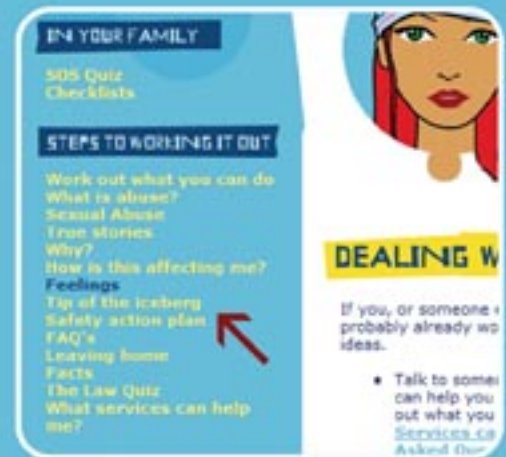 IN YOUR FAMILY
SOS Quiz
Checklists
STEPS TO WORKING IT OUT
Work out what you can do
What is abuse?
Sexual Abuse
True stories
Why?
How is this affecting me?
Feelings
Tip of the iceberg
Safety action plan
FAQ's
Leaving home
Facts
The Law Quiz
What services can help
me?
DEALING W
If you, or someone
probably already wo
ideas.
• Talk to some
can help you
out what you
Services ca
Asked